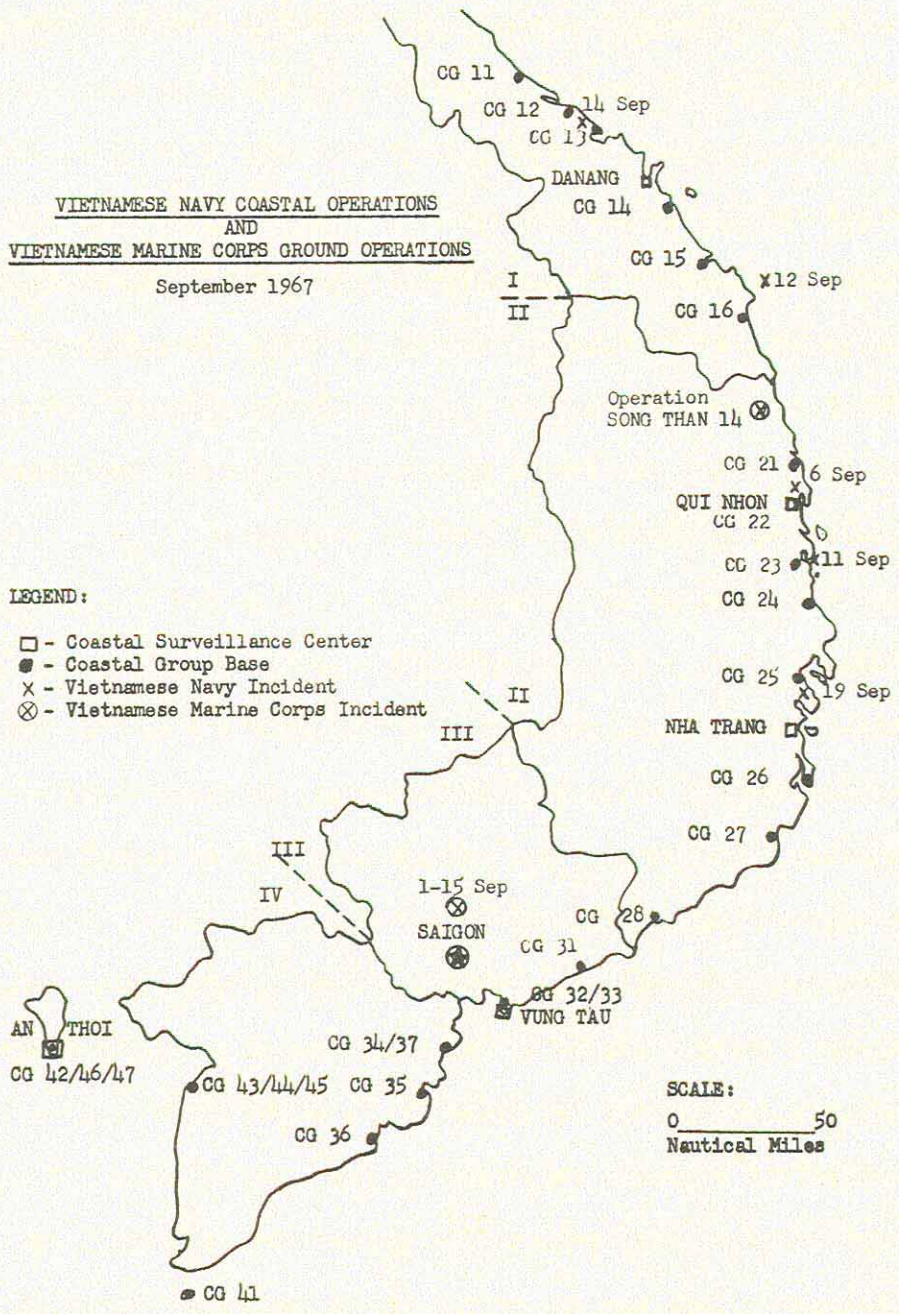 CG 11
CG 12
14 Sep
CG 13
DANANG
CG 14
VIETNAMESE NAVY COASTAL OPERATIONS
AND
VIETNAMESE MARINE CORPS GROUND OPERATIONS
September 1967
CG 15
12 Sep
I
II
CG 16
Operation
SONG THAN 14
CG 21
6 Sep
QUI NHON
CG 22
CG 23
11 Sep
CG 24
LEGEND:
- Coastal Surveillance Center
- Coastal Group Base
X - Vietnamese Navy Incident
- Vietnamese Marine Corps Incident
CG 25
19 Sep
II
III
NHA TRANG
CG 26
CG 27
III
IV
1-15 Sep
SAIGON
CG 28
CG 31
CG 32/33
VUNG TAU
AN THOI
CG 42/46/47
CG 34/37
CG 43/44/45
CG 35
CG 36
SCALE:
0 50
Nautical Miles
CG 41